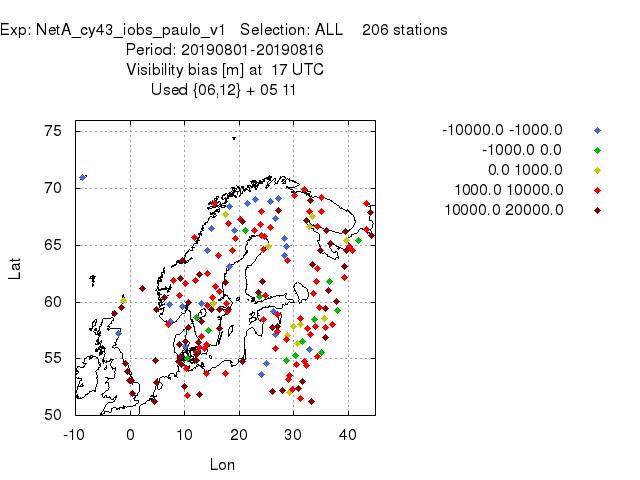 Exp: NetA_cy43_iobs_paulo_v1 Selection: ALL 206 stations
Period: 20190801-20190816
Visibility bias [m] at 17 UTC
Used {06,12} + 05 11
-10000.0 -1000.0
-1000.0 0.0
0.0 1000.0
1000.0 10000.0
10000.0 20000.0
75
70
65
60
55
50
Lat
-10 0 10 20 30 40
Lon